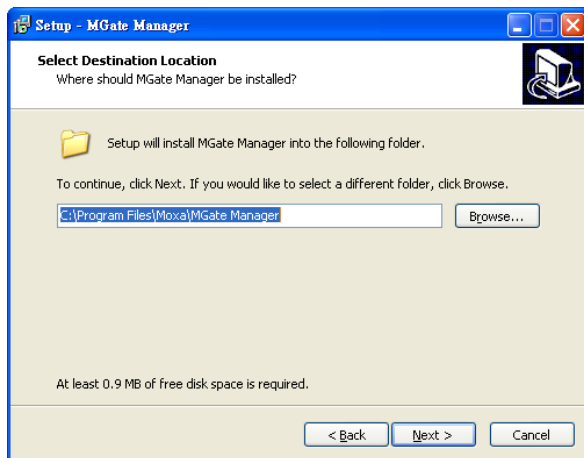 Setup - MGate Manager
Select Destination Location
Where should MGate Manager be installed?
Setup will install MGate Manager into the following folder.
To continue, click Next. If you would like to select a different folder, click Browse.
C:\Program Files\Moxa\MGate Manager
Browse...
At least 0.9 MB of free disk space is required.
< Back
Next >
Cancel